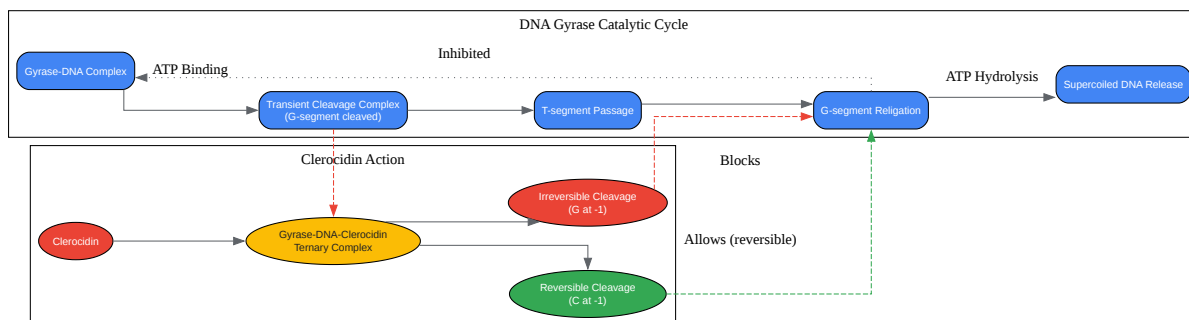 DNA Gyrase Catalytic Cycle
Inhibited
Gyrase-DNA Complex
ATP Binding
ATP Hydrolysis
Supercoiled DNA Release
Transient Cleavage Complex
(G-segment cleaved)
T-segment Passage
G-segment Religation
Clerocidin Action
Blocks
Irreversible Cleavage
(G at -1)
Clerocidin
Gyrase-DNA-Clerocidin
Ternary Complex
Allows (reversible)
Reversible Cleavage
(C at -1)